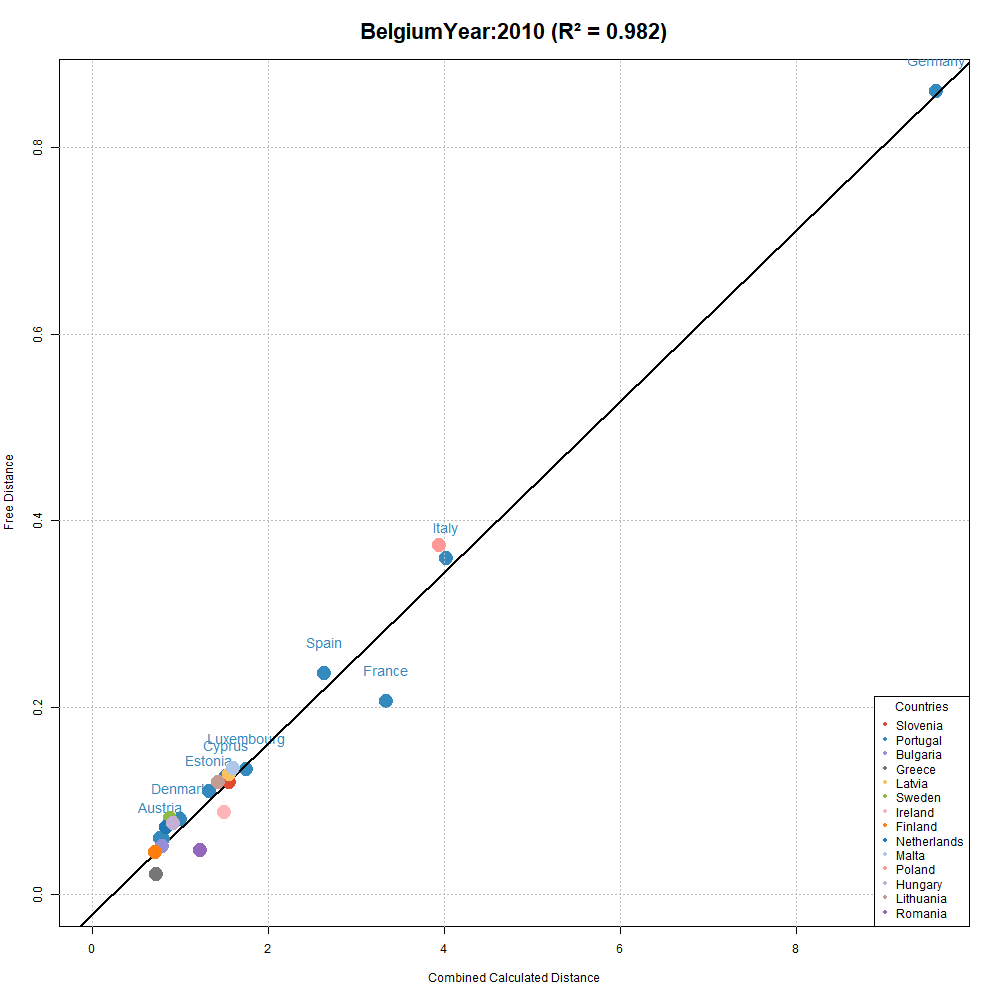 BelgiumYear:2010 (R² = 0.982)
Germany
0.8
0.6
Free Distance
0.4
Italy
Spain
France
0.2
Countries
Slovenia
Portugal
Bulgaria
Greece
Latvia
Sweden
Ireland
Finland
Netherlands
Malta
Poland
Hungary
Lithuania
Romania
Luxembourg
Cyprus
Estonia
Denmark
Austria
0.0
0 2 4 6 8
Combined Calculated Distance